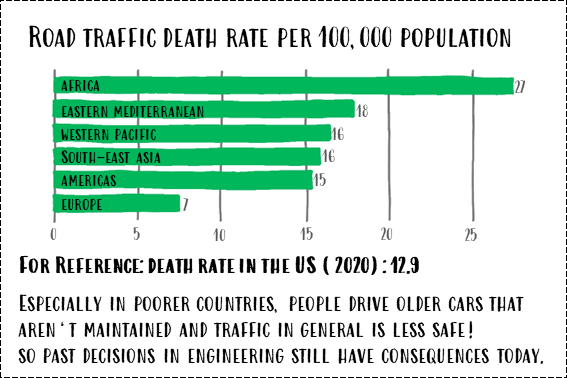 ROAD TRAFFIC DEATH RATE PER 100,000 POPULATION
AFRICA 27
EASTERN MEDITERRANEAN 18
WESTERN PACIFIC 16
SOUTH-EAST ASIA 16
AMERICAS 15
EUROPE 7
0 5 10 15 20 25
FOR REFERENCE: DEATH RATE IN THE US ( 2020) : 12.9
ESPECIALLY IN POORER COUNTRIES, PEOPLE DRIVE OLDER CARS THAT
AREN'T MAINTAINED AND TRAFFIC IN GENERAL IS LESS SAFE!
SO PAST DECISIONS IN ENGINEERING STILL HAVE CONSEQUENCES TODAY.